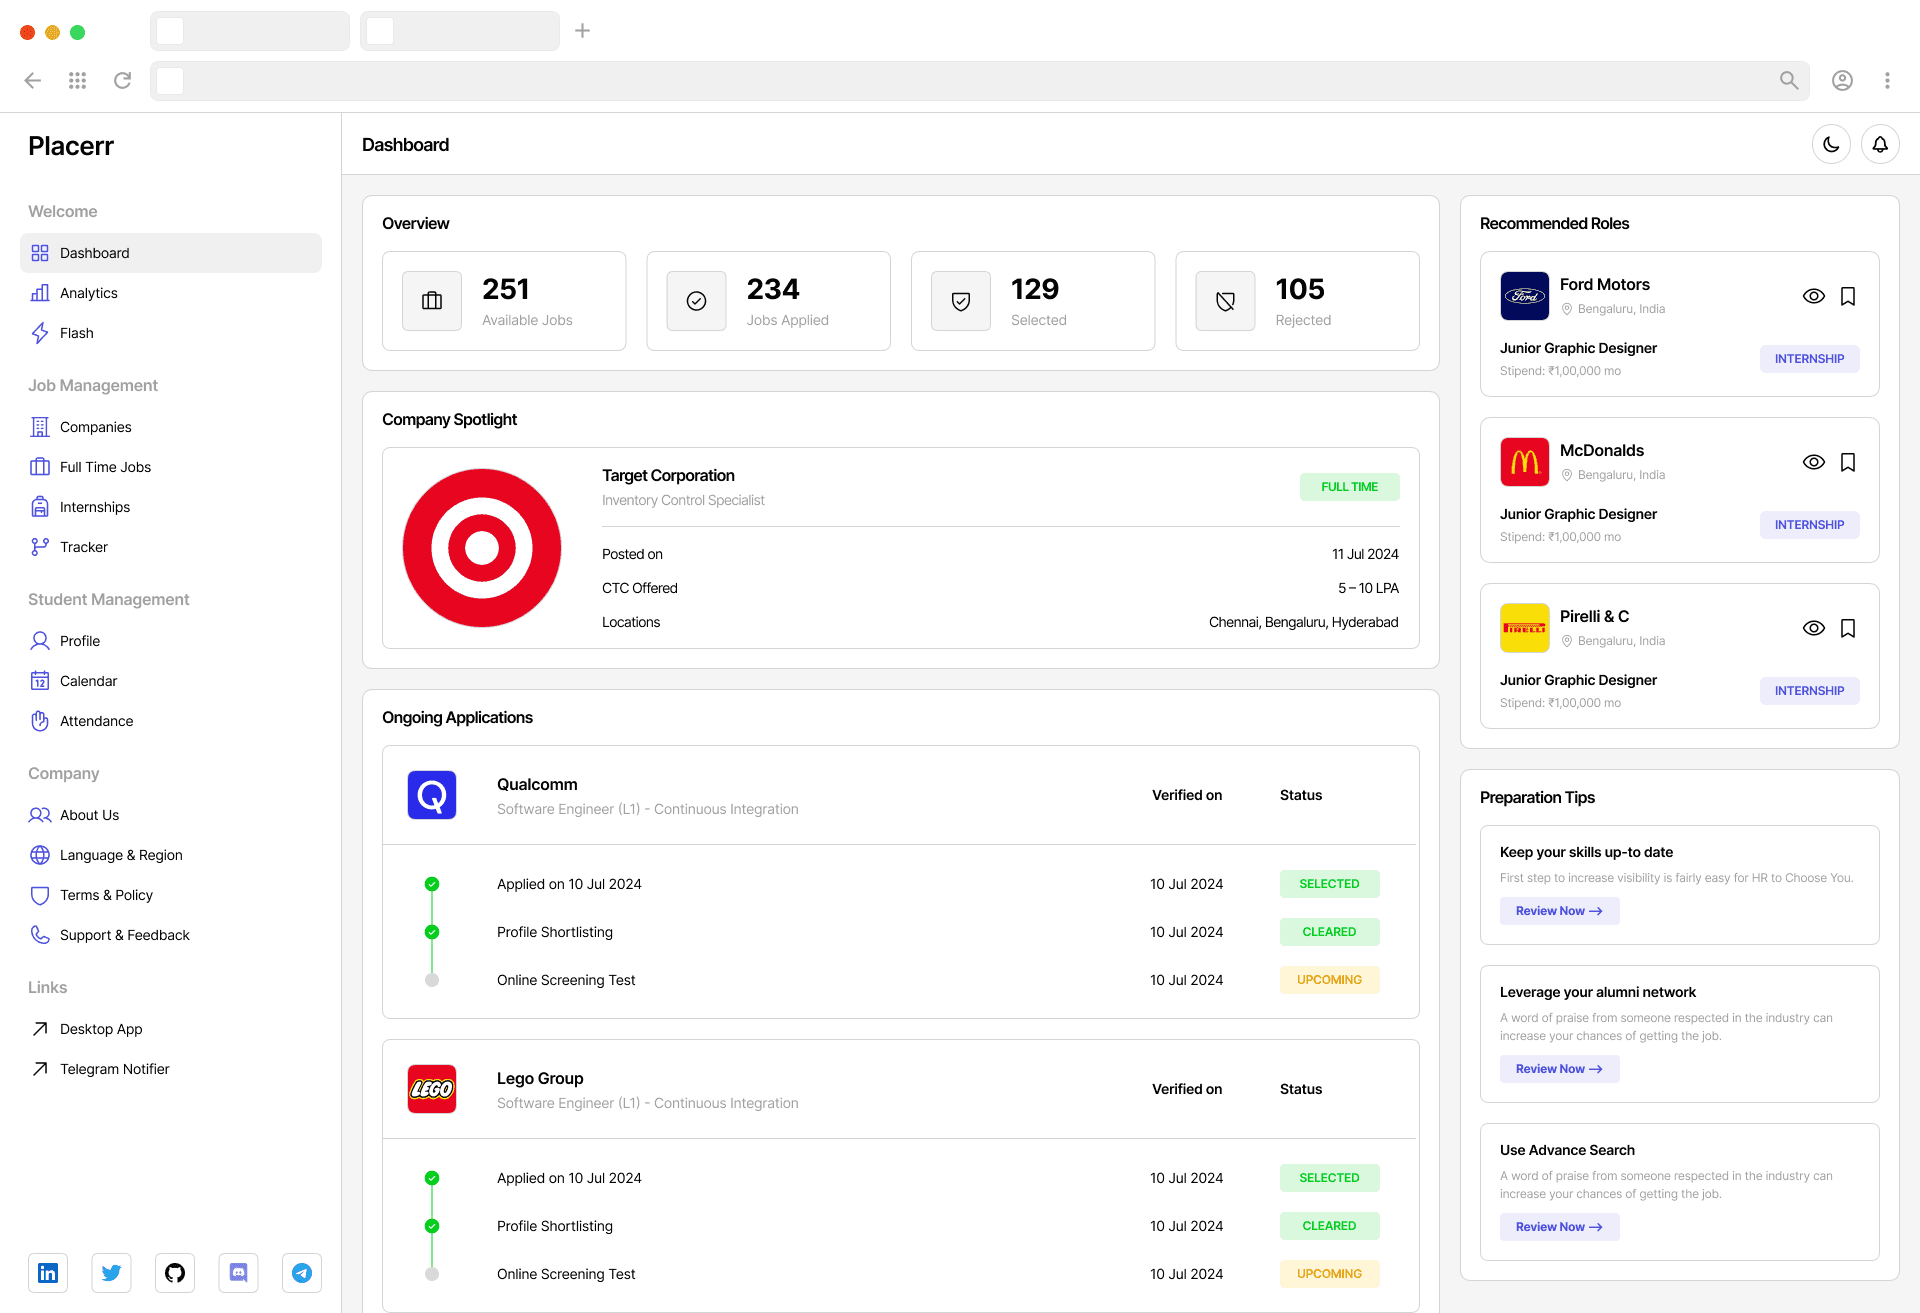 Placerr
Welcome
Dashboard
Analytics
Flash
Job Management
Companies
Full Time Jobs
Internships
Tracker
Student Management
Profile
12
Calendar
Attendance
Company
About Us
Language & Region
Terms & Policy
Support & Feedback
Links
Desktop App
Telegram Notifier
in
Dashboard
Overview
251
Available Jobs
234
Jobs Applied
129
Selected
105
Rejected
Company Spotlight
Target Corporation
Inventory Control Specialist
FULL TIME
Posted on
11 Jul 2024
CTC Offered
5 – 10 LPA
Locations
Chennai, Bengaluru, Hyderabad
Ongoing Applications
Q
Qualcomm
Software Engineer (L1) - Continuous Integration
Verified on
Status
Applied on 10 Jul 2024
10 Jul 2024
SELECTED
Profile Shortlisting
10 Jul 2024
CLEARED
Online Screening Test
10 Jul 2024
UPCOMING
LEGO
Lego Group
Software Engineer (L1) - Continuous Integration
Verified on
Status
Applied on 10 Jul 2024
10 Jul 2024
SELECTED
Profile Shortlisting
10 Jul 2024
CLEARED
Online Screening Test
10 Jul 2024
UPCOMING
Recommended Roles
Ford
Ford Motors
Bengaluru, India
Junior Graphic Designer
Stipend: ₹1,00,000 mo
INTERNSHIP
McDonalds
Bengaluru, India
Junior Graphic Designer
Stipend: ₹1,00,000 mo
INTERNSHIP
PIRELLI
Pirelli & C
Bengaluru, India
Junior Graphic Designer
Stipend: ₹1,00,000 mo
INTERNSHIP
Preparation Tips
Keep your skills up-to date
First step to increase visibility is fairly easy for HR to Choose You.
Review Now →
Leverage your alumni network
A word of praise from someone respected in the industry can
increase your chances of getting the job.
Review Now →
Use Advance Search
A word of praise from someone respected in the industry can
increase your chances of getting the job.
Review Now →